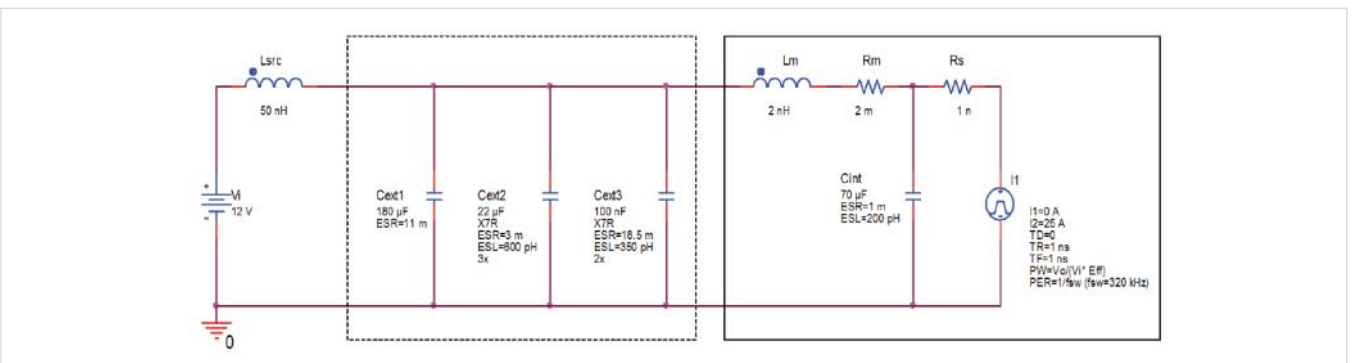 Lsrc
50 nH
Vi
12 V
0
Cext1
180 µF
ESR=11 m
Cext2
22 µF
X7R
ESR=3 m
ESL=600 pH
3x
Cext3
100 nF
X7R
ESR=18.5 m
ESL=350 pH
2x
Lm
2 nH
Rm
2 m
Rs
1 n
Cint
70 µF
ESR=1 m
ESL=200 pH
I1
I1=0 A
I2=25 A
TD=0
TR=1 ns
TF=1 ns
PW=Vo/(Vi* Eff)
PER=1/fsw (fsw=320 kHz)